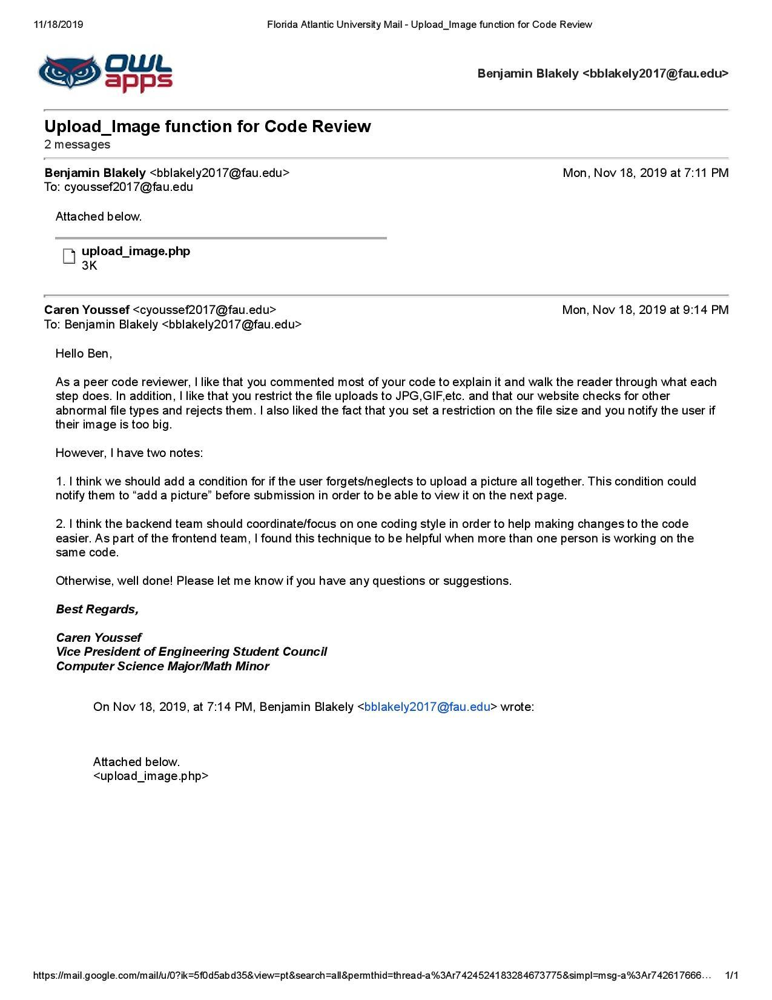 11/18/2019 Florida Atlantic University Mail - Upload_Image function for Code Review
OWL
apps
Benjamin Blakely <bblakely2017@fau.edu>
Upload_Image function for Code Review
2 messages
Benjamin Blakely <bblakely2017@fau.edu> Mon, Nov 18, 2019 at 7:11 PM
To: cyoussef2017@fau.edu
Attached below.
upload_image.php
3K
Caren Youssef <cyoussef2017@fau.edu> Mon, Nov 18, 2019 at 9:14 PM
To: Benjamin Blakely <bblakely2017@fau.edu>
Hello Ben,
As a peer code reviewer, I like that you commented most of your code to explain it and walk the reader through what each
step does. In addition, I like that you restrict the file uploads to JPG,GIF,etc. and that our website checks for other
abnormal file types and rejects them. I also liked the fact that you set a restriction on the file size and you notify the user if
their image is too big.
However, I have two notes:
1. I think we should add a condition for if the user forgets/neglects to upload a picture all together. This condition could
notify them to “add a picture” before submission in order to be able to view it on the next page.
2. I think the backend team should coordinate/focus on one coding style in order to help making changes to the code
easier. As part of the frontend team, I found this technique to be helpful when more than one person is working on the
same code.
Otherwise, well done! Please let me know if you have any questions or suggestions.
Best Regards,
Caren Youssef
Vice President of Engineering Student Council
Computer Science Major/Math Minor
On Nov 18, 2019, at 7:14 PM, Benjamin Blakely <bblakely2017@fau.edu> wrote:
Attached below.
<upload_image.php>
https://mail.google.com/mail/u/0?ik=5f0d5abd35&view=pt&search=all&permthid=thread-a%3Ar7424524183284673775&simpl=msg-a%3Ar742617666… 1/1